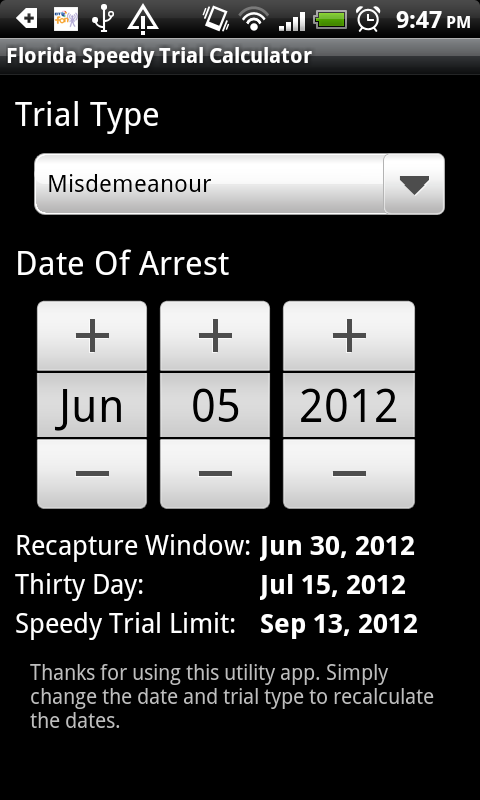 9:47 PM
Florida Speedy Trial Calculator
Trial Type
Misdemeanour
Date Of Arrest
+ + +
Jun 05 2012
− − −
Recapture Window: Jun 30, 2012
Thirty Day: Jul 15, 2012
Speedy Trial Limit: Sep 13, 2012
Thanks for using this utility app. Simply
change the date and trial type to recalculate
the dates.